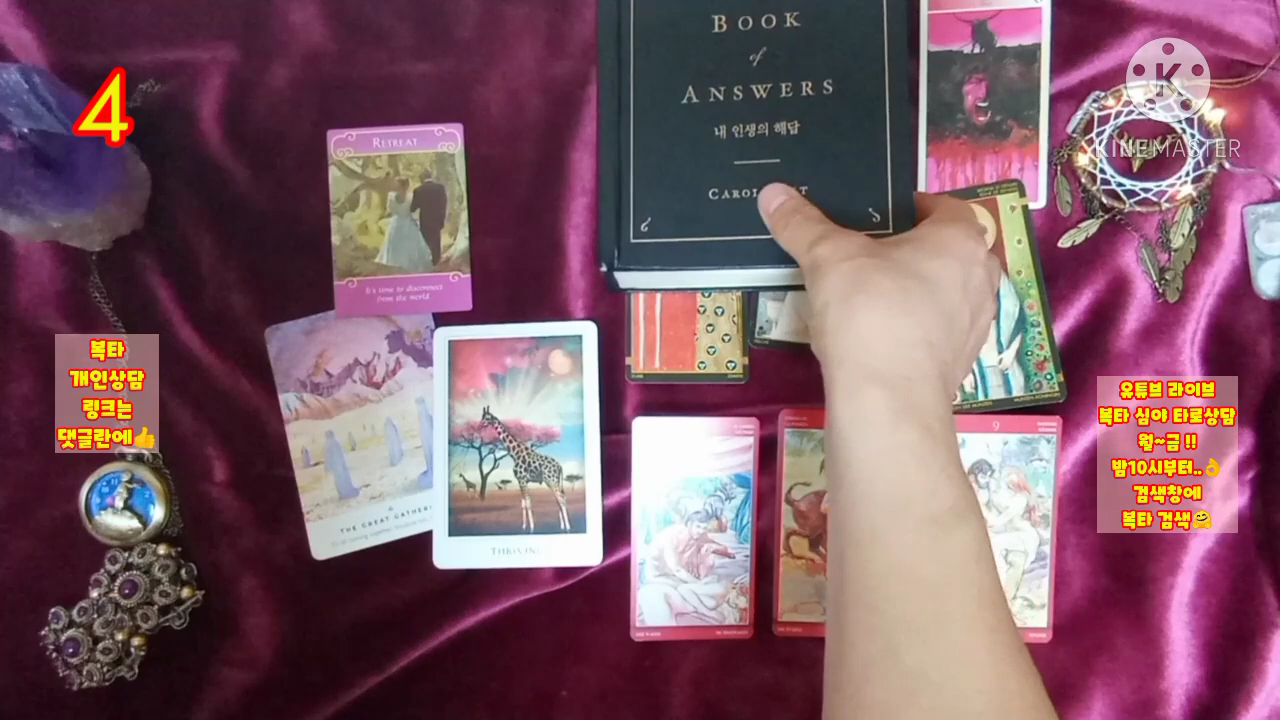 4
BOOK
of
ANSWERS
내 인생의 해답
RETREAT
It's time to disconnect
from the world
K
KINEMASTER
복타
개인상담
링크는
댓글란에👍
유튜브 라이브
복타 심야 타로상담
월~금 !!
밤10시부터..👌
검색창에
복타 검색🤗
THE GREAT GATHER
THRIVING
9